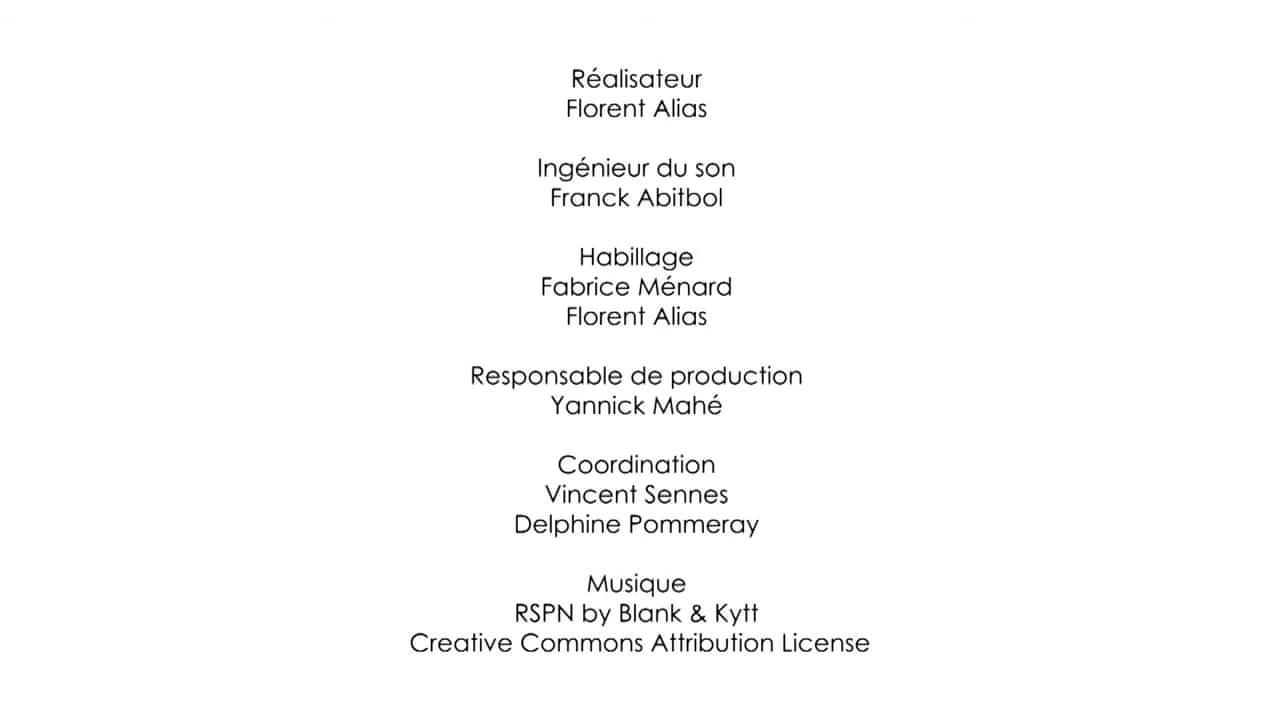 Réalisateur
Florent Alias
Ingénieur du son
Franck Abitbol
Habillage
Fabrice Ménard
Florent Alias
Responsable de production
Yannick Mahé
Coordination
Vincent Sennes
Delphine Pommeray
Musique
RSPN by Blank & Kytt
Creative Commons Attribution License